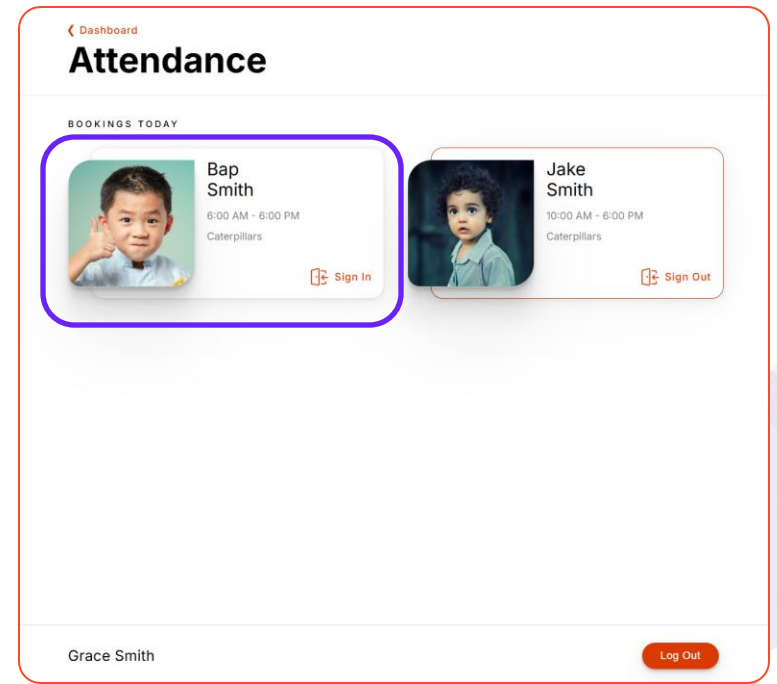 Dashboard
Attendance
BOOKINGS TODAY
Bap
Smith
6:00 AM - 6:00 PM
Caterpillars
Sign In
Jake
Smith
10:00 AM - 6:00 PM
Caterpillars
Sign Out
Grace Smith
Log Out